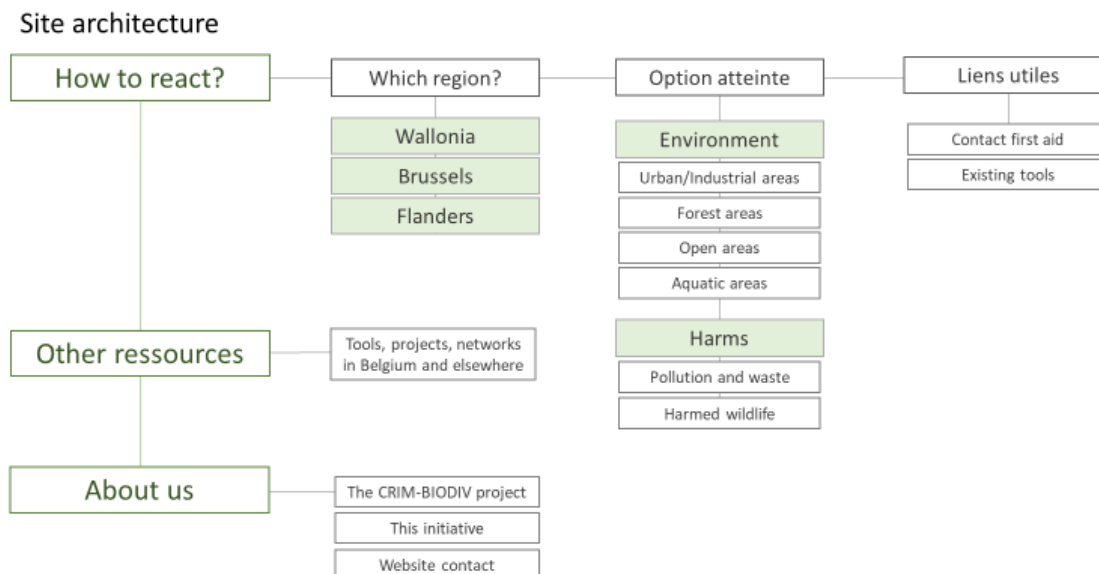 Site architecture
How to react?
Which region?
Option atteinte
Liens utiles
Wallonia
Brussels
Flanders
Environment
Urban/Industrial areas
Forest areas
Open areas
Aquatic areas
Harms
Pollution and waste
Harmed wildlife
Contact first aid
Existing tools
Other ressources
Tools, projects, networks
in Belgium and elsewhere
About us
The CRIM-BIODIV project
This initiative
Website contact